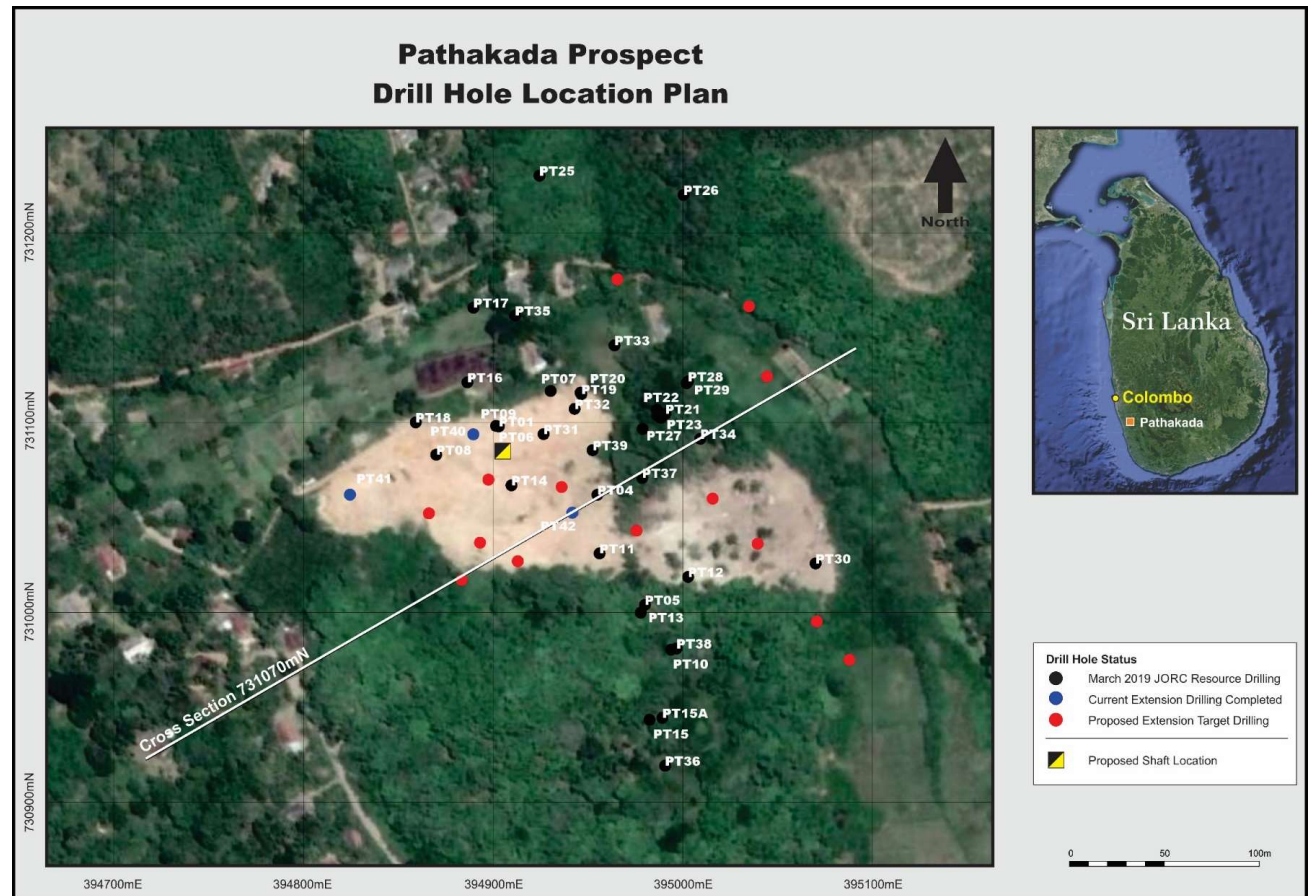 Pathakada Prospect
Drill Hole Location Plan
North
PT25
PT26
PT17
PT35
PT33
PT16
PT07
PT20
PT19
PT32
PT28
PT29
PT22
PT21
PT23
PT27
PT34
PT18
PT09
PT01
PT40
PT06
PT31
PT08
PT39
PT41
PT14
PT04
PT37
PT42
PT11
PT12
PT30
PT05
PT13
PT38
PT10
PT15A
PT15
PT36
Cross Section 731070mN
731200mN
731100mN
731000mN
730900mN
394700mE
394800mE
394900mE
395000mE
395100mE
Sri Lanka
Colombo
Pathakada
Drill Hole Status
March 2019 JORC Resource Drilling
Current Extension Drilling Completed
Proposed Extension Target Drilling
Proposed Shaft Location
0 50 100m